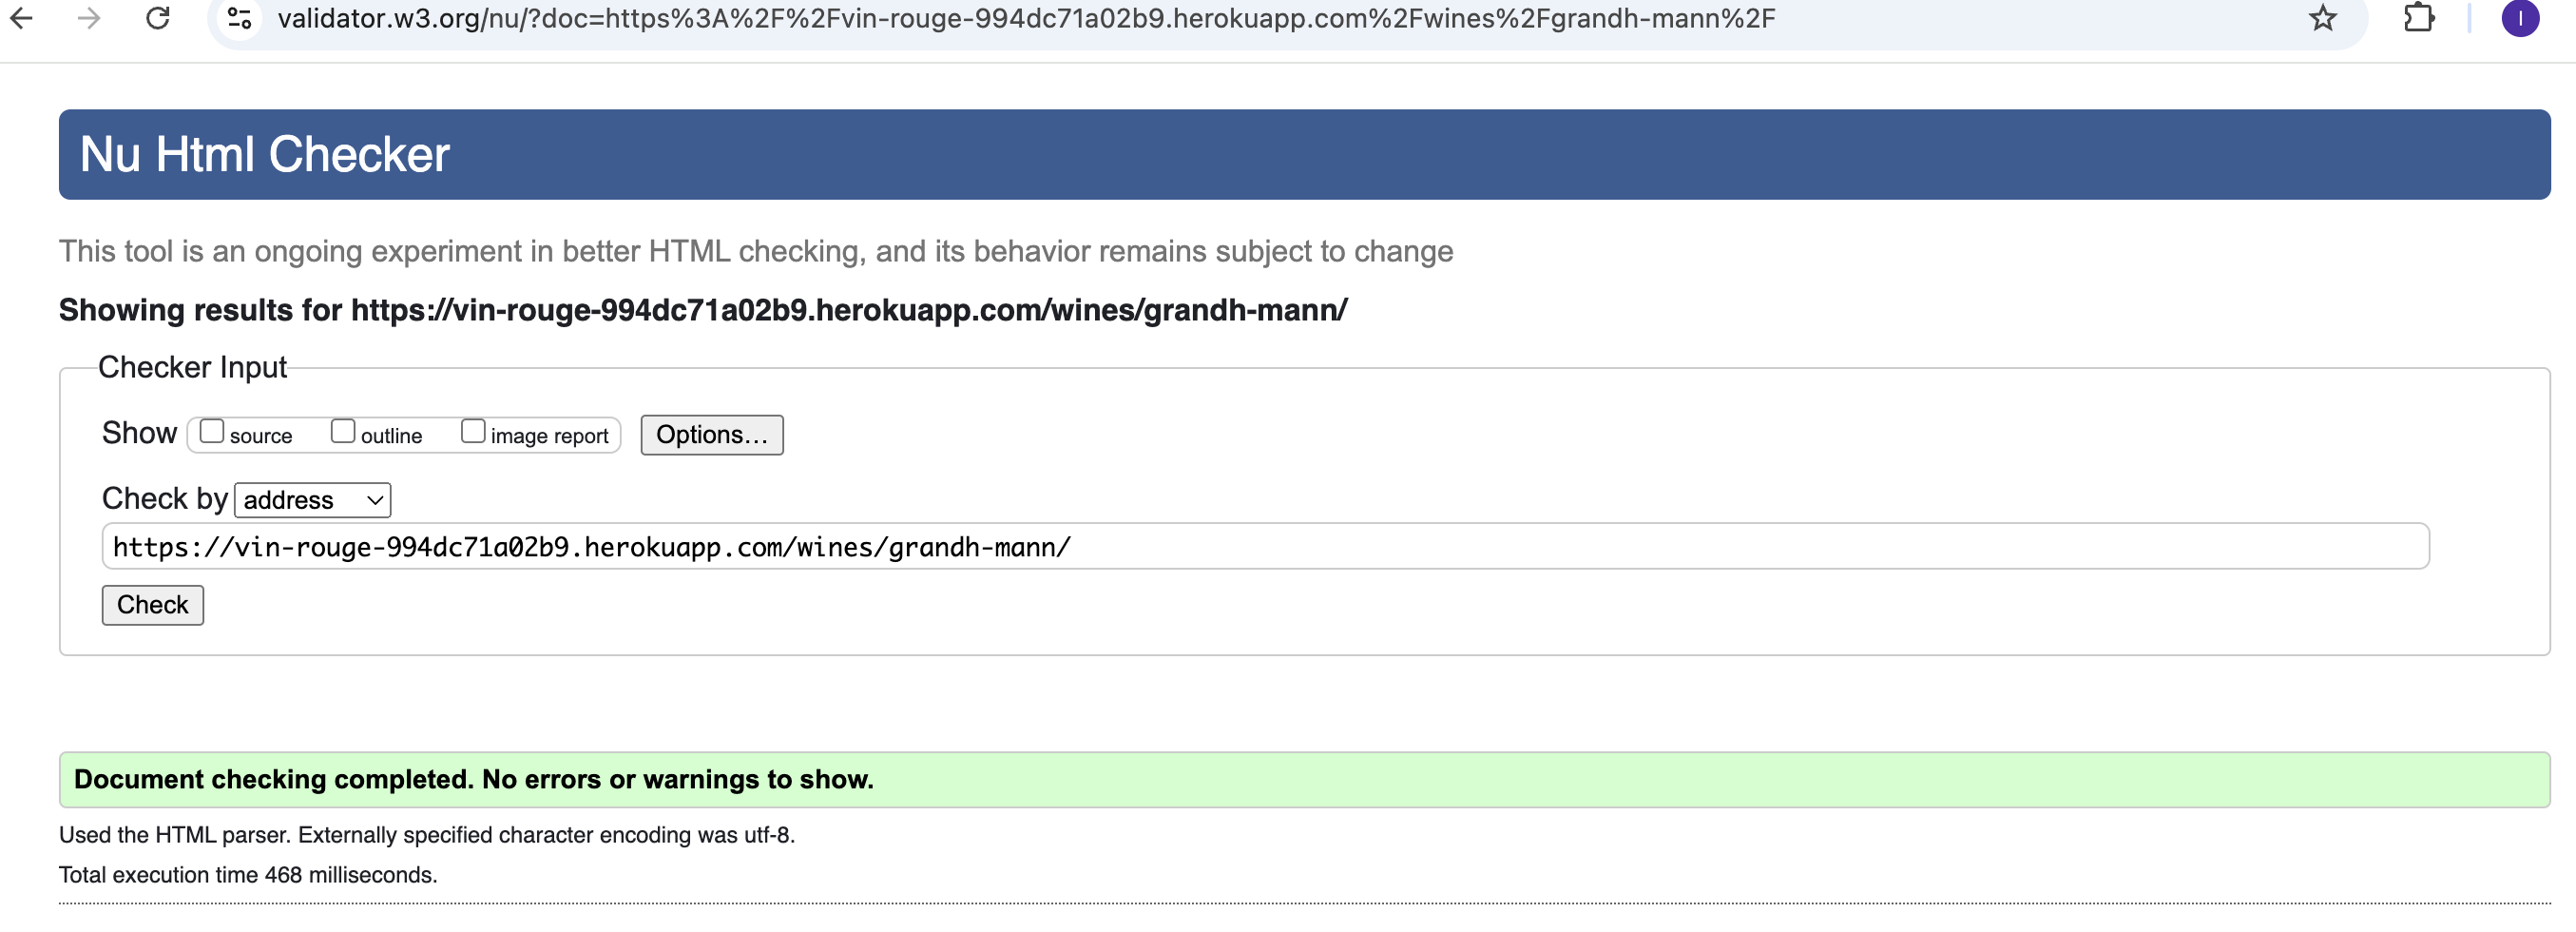 validator.w3.org/nu/?doc=https%3A%2F%2Fvin-rouge-994dc71a02b9.herokuapp.com%2Fwines%2Fgrandh-mann%2F
I
Nu Html Checker
This tool is an ongoing experiment in better HTML checking, and its behavior remains subject to change
Showing results for https://vin-rouge-994dc71a02b9.herokuapp.com/wines/grandh-mann/
Checker Input
Show source outline image report Options...
Check by address
https://vin-rouge-994dc71a02b9.herokuapp.com/wines/grandh-mann/
Check
Document checking completed. No errors or warnings to show.
Used the HTML parser. Externally specified character encoding was utf-8.
Total execution time 468 milliseconds.